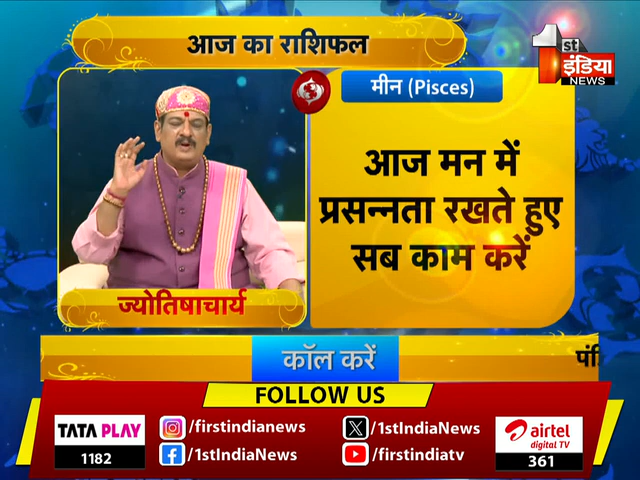 आज का राशिफल
1st
इंडिया
NEWS
मीन (Pisces)
आज मन में
प्रसन्नता रखते हुए
सब काम करें
ज्योतिषाचार्य
कॉल करें
FOLLOW US
TATA PLAY
1182
/firstindianews
/1stIndiaNews
/1stIndiaNews
/firstindiatv
airtel
digital TV
361